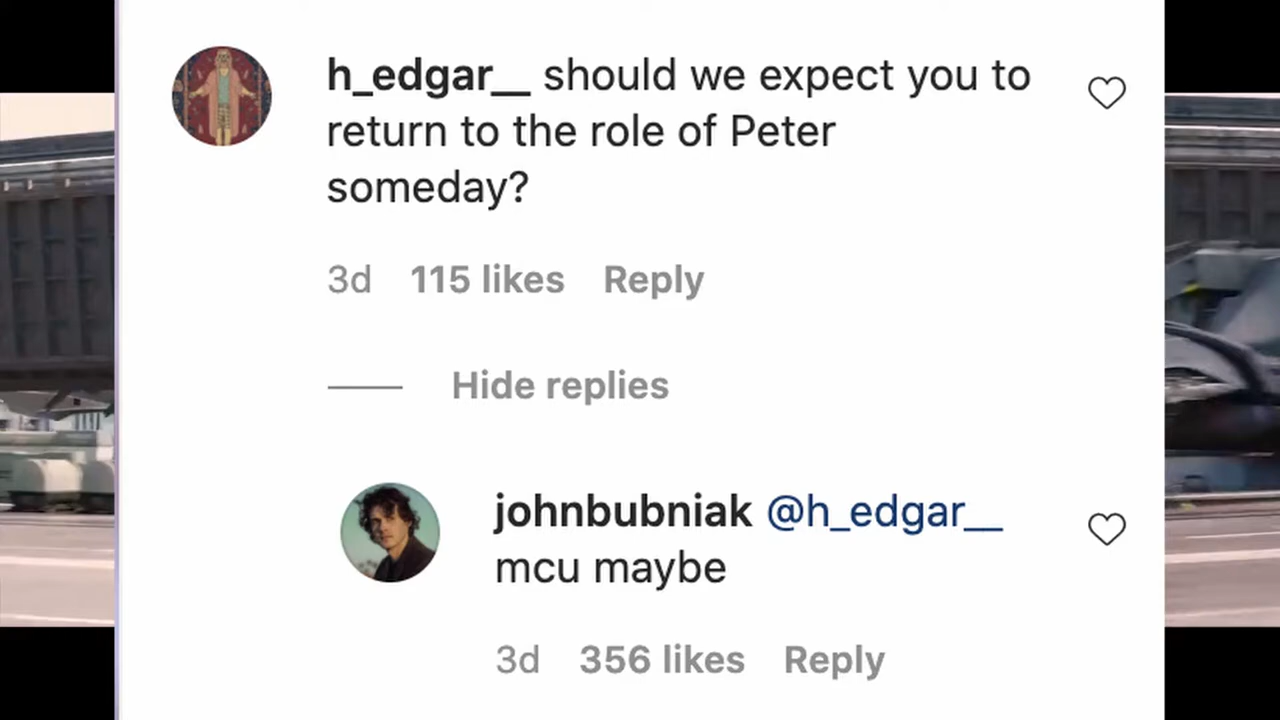 h_edgar__ should we expect you to
return to the role of Peter
someday?
3d 115 likes Reply
Hide replies
johnbubniak @h_edgar__
mcu maybe
3d 356 likes Reply